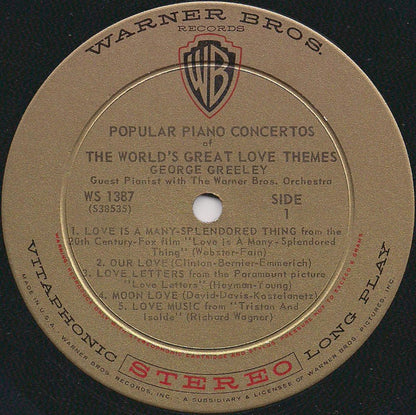 WARNER BROS.
RECORDS
WB
POPULAR PIANO CONCERTOS
of
THE WORLD'S GREAT LOVE THEMES
GEORGE GREELEY
Guest Pianist with The Warner Bros. Orchestra
WS 1387
(S38535)
SIDE
1
1. LOVE IS A MANY-SPLENDORED THING from the
20th Century-Fox film "Love Is A Many-Splendored
Thing" (Webster-Fain)
2. OUR LOVE (Clinton-Bernier-Emmerich)
3. LOVE LETTERS from the Paramount picture
"Love Letters" (Heyman-Young)
4. MOON LOVE (David-Davis-Kostelanetz)
5. LOVE MUSIC from "Tristan And
Isolde" (Richard Wagner)
VITAPHONIC STEREO LONG PLAY
MADE IN U.S.A. • WARNER BROS. RECORDS, INC. • A SUBSIDIARY & LICENSEE OF WARNER BROS. PICTURES, INC.